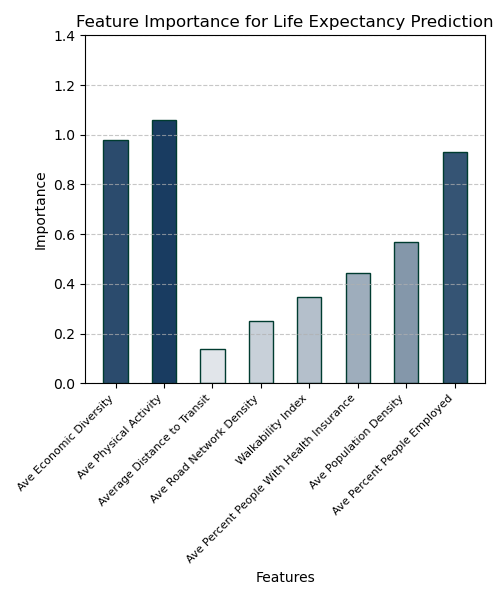 Feature Importance for Life Expectancy Prediction
1.4
1.2
1.0
0.8
0.6
0.4
0.2
0.0
Importance
Ave Economic Diversity
Ave Physical Activity
Average Distance to Transit
Ave Road Network Density
Walkability Index
Ave Percent People With Health Insurance
Ave Population Density
Ave Percent People Employed
Features